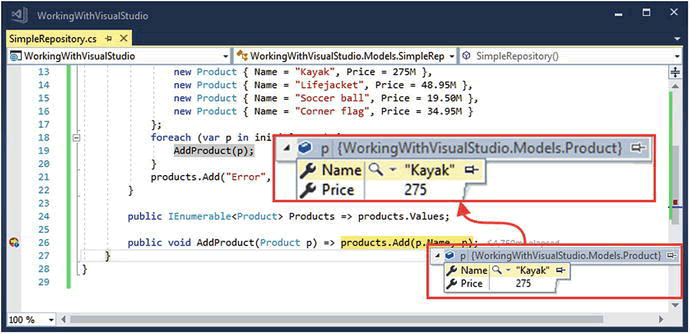 WorkingWithVisualStudio
SimpleRepository.cs
WorkingWithVisualStudio WorkingWithVisualStudio.Models.SimpleRep SimpleRepository()
13 new Product { Name = "Kayak", Price = 275M },
14 new Product { Name = "Lifejacket", Price = 48.95M },
15 new Product { Name = "Soccer ball", Price = 19.50M },
16 new Product { Name = "Corner flag", Price = 34.95M }
17 };
18 foreach (var p in
19 AddProduct(p);
20 }
21 products.Add("Error",
22 }
23
24 public IEnumerable<Product> Products => products.Values;
25
26 public void AddProduct(Product p) => products.Add(p.Name, p);
27 }
28 }
29
p {WorkingWithVisualStudio.Models.Product}
Name "Kayak"
Price 275
p {WorkingWithVisualStudio.Models.Product}
Name "Kayak"
Price 275
100 %